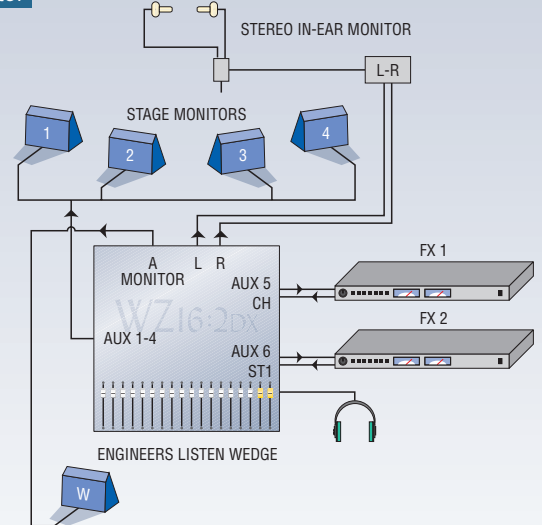 STEREO IN-EAR MONITOR
L-R
STAGE MONITORS
1
2
3
4
A
MONITOR
L R
FX 1
AUX 5
CH
WZ16:2DX
FX 2
AUX 1-4
AUX 6
ST1
ENGINEERS LISTEN WEDGE
W